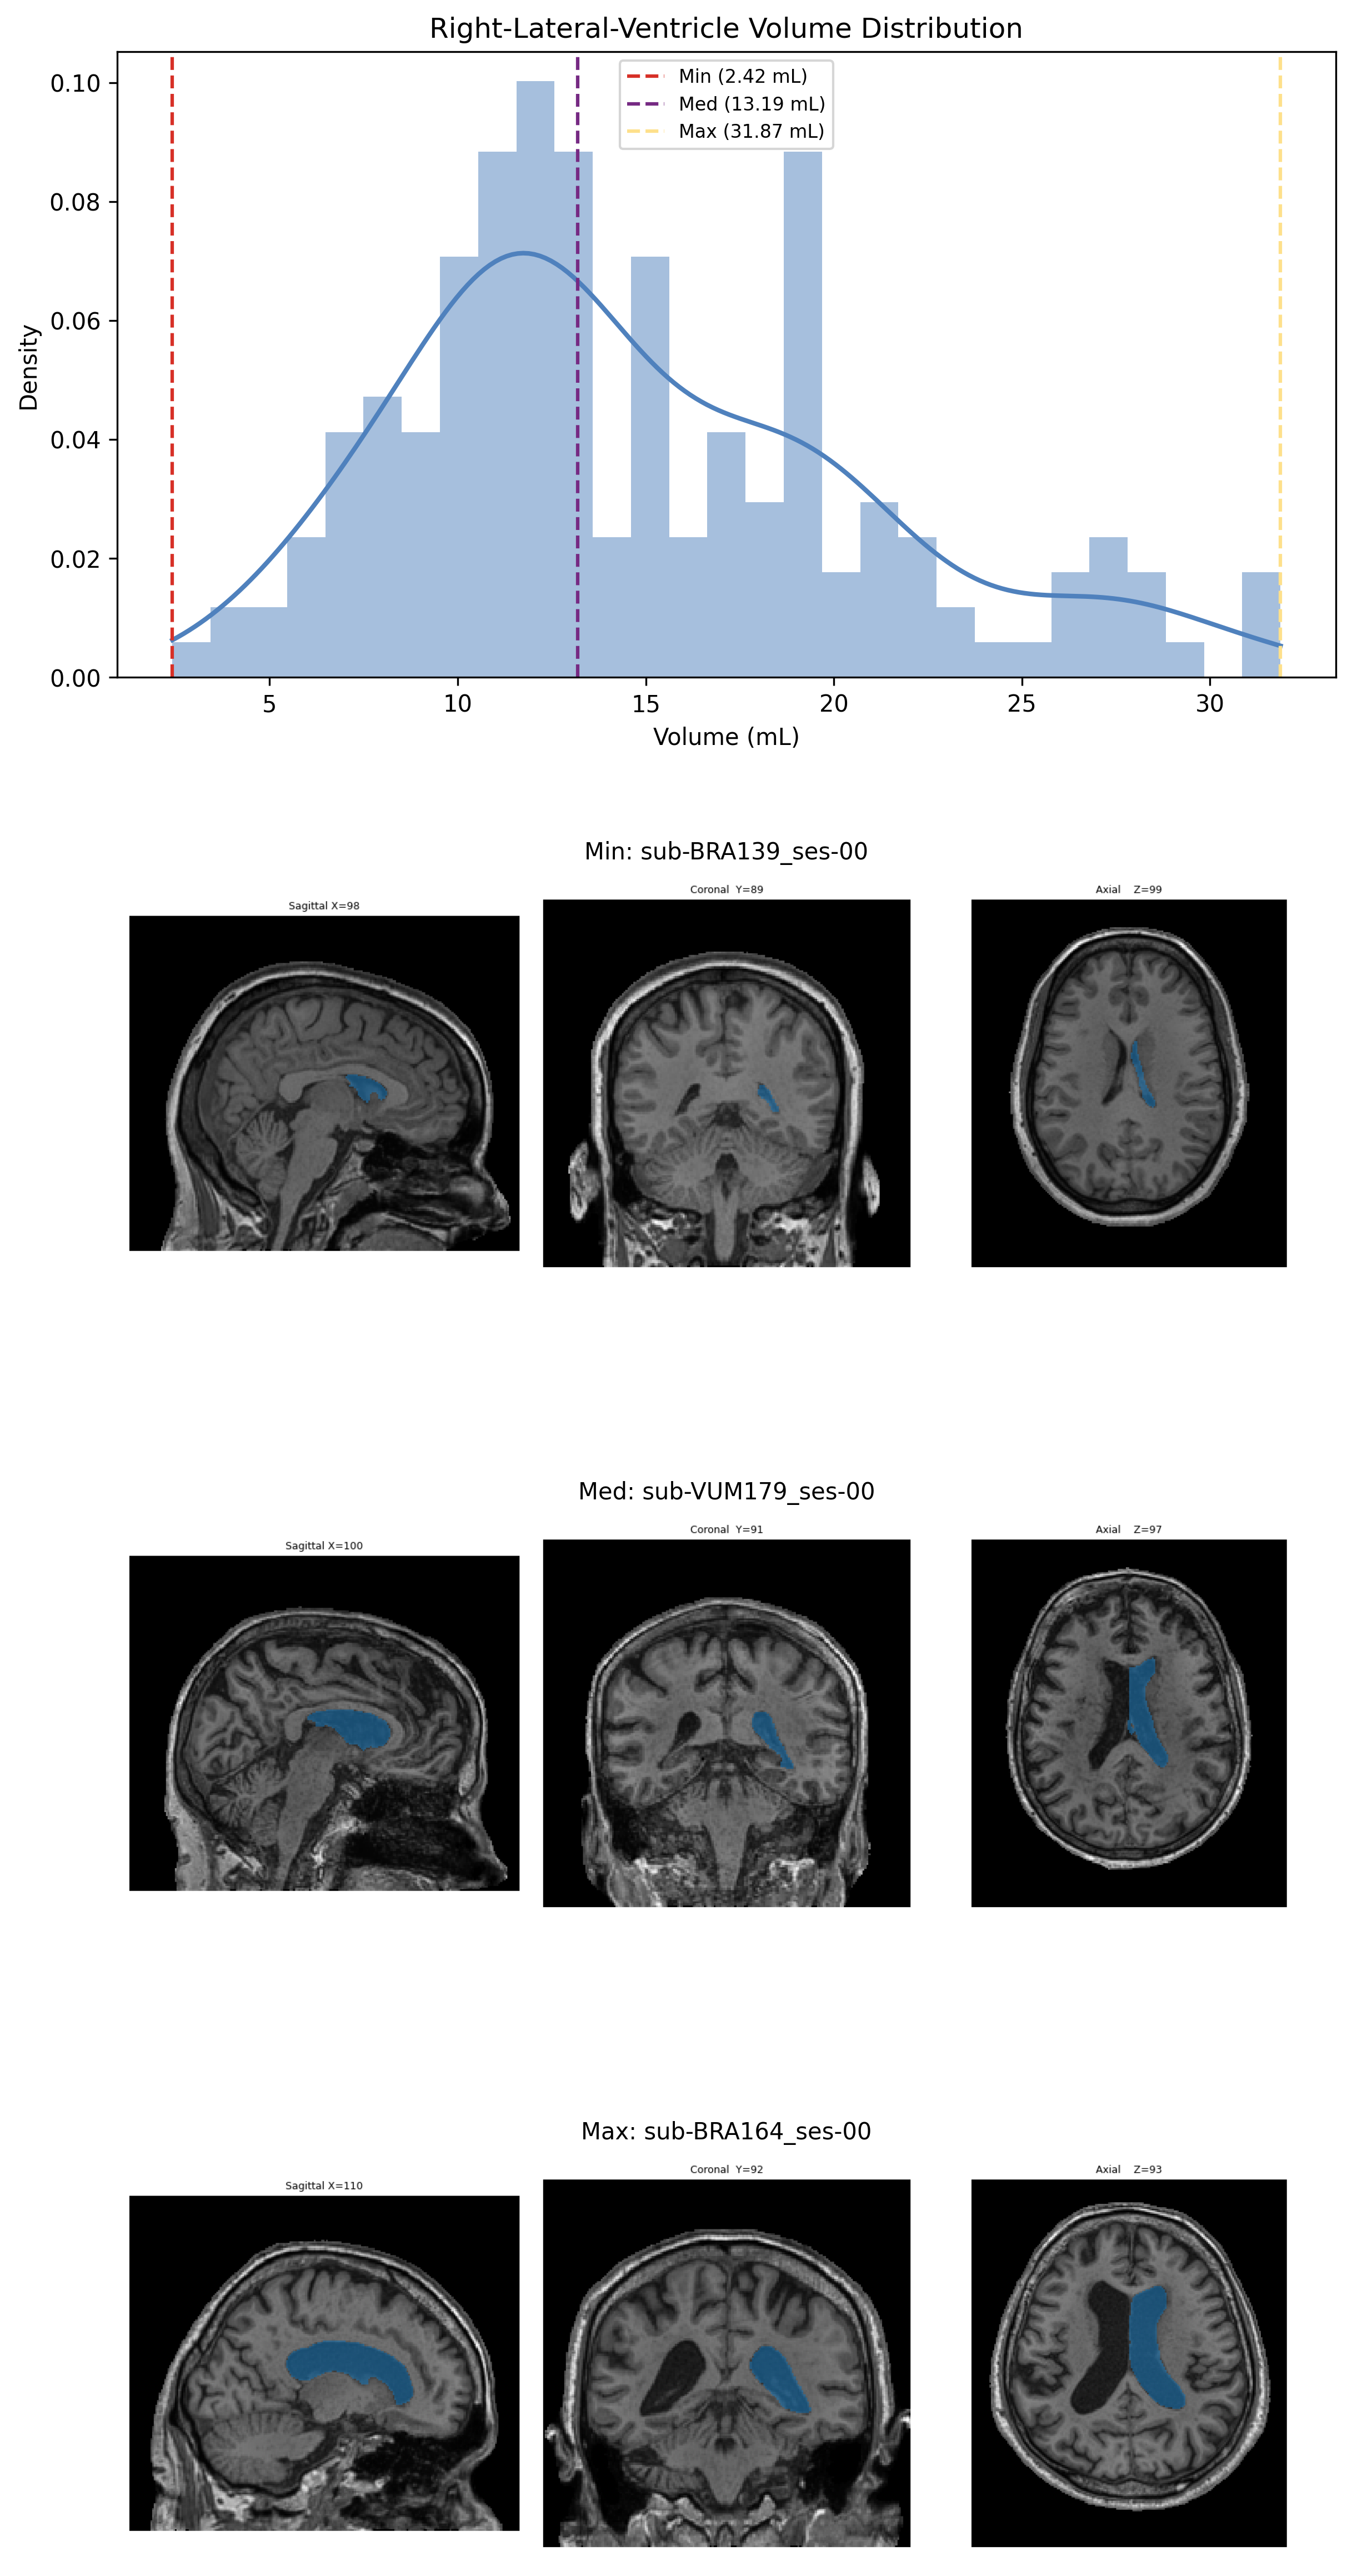 Right-Lateral-Ventricle Volume Distribution
Min (2.42 mL)
Med (13.19 mL)
Max (31.87 mL)
Density
0.10
0.08
0.06
0.04
0.02
0.00
5 10 15 20 25 30
Volume (mL)
Min: sub-BRA139_ses-00
Sagittal X=98
Coronal Y=89
Axial Z=99
Med: sub-VUM179_ses-00
Sagittal X=100
Coronal Y=91
Axial Z=97
Max: sub-BRA164_ses-00
Sagittal X=110
Coronal Y=92
Axial Z=93